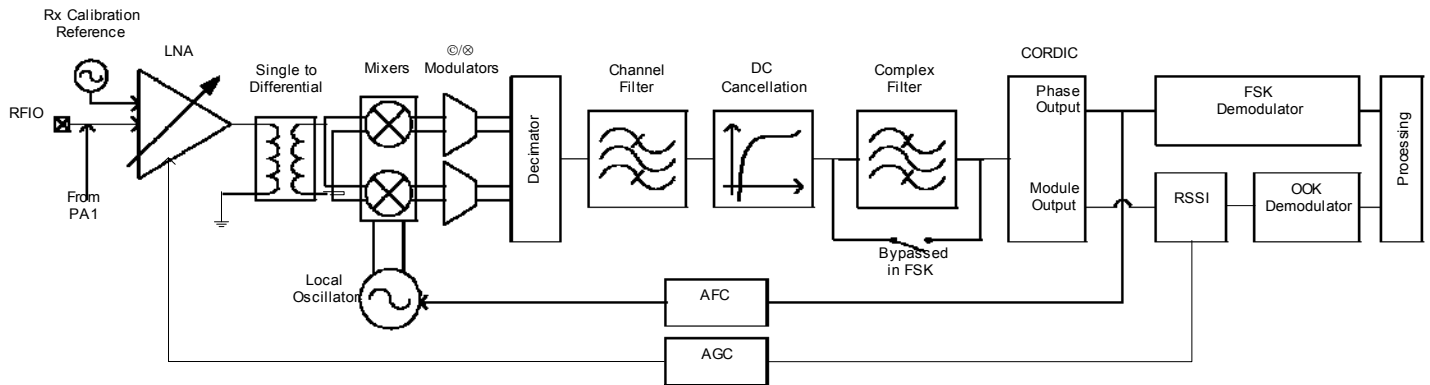 Rx Calibration
Reference
LNA
Single to
Differential
Mixers
©/⊗
Modulators
Decimator
Channel
Filter
DC
Cancellation
Complex
Filter
CORDIC
Phase
Output
Module
Output
FSK
Demodulator
Processing
RFIO
From
PA1
RSSI
OOK
Demodulator
Bypassed
in FSK
Local
Oscillator
AFC
AGC